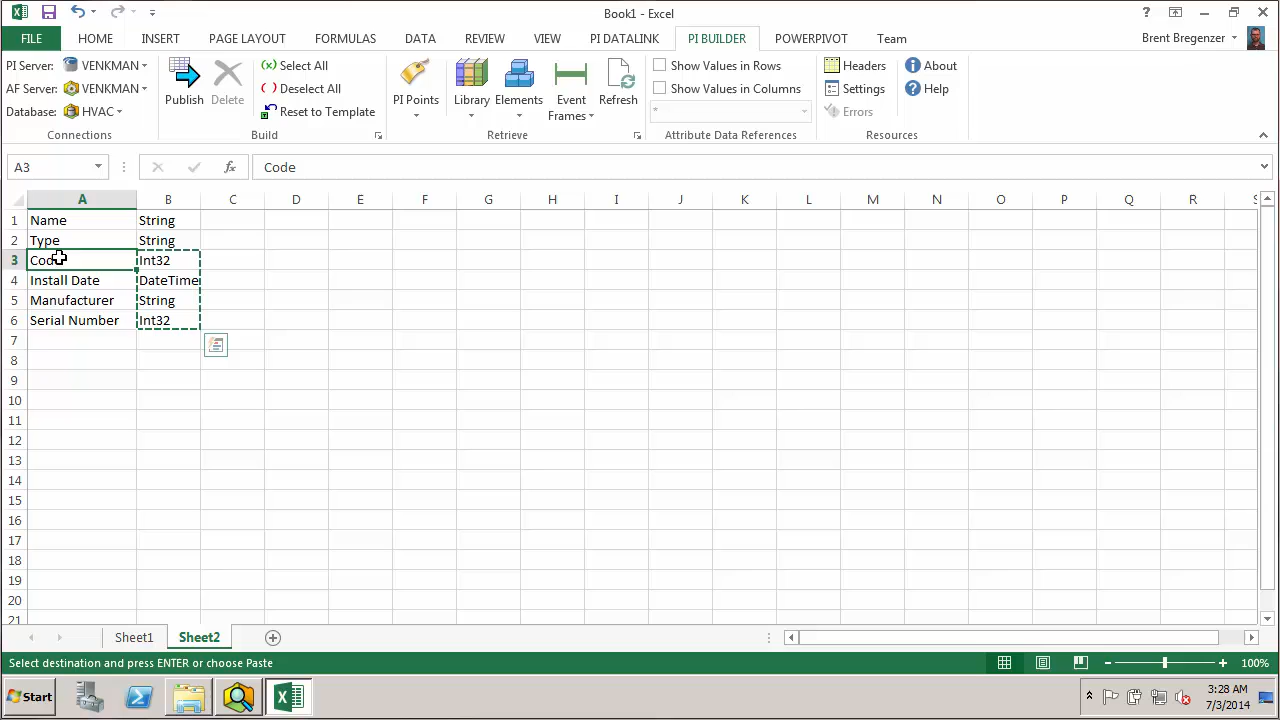 Book1 - Excel
FILE HOME INSERT PAGE LAYOUT FORMULAS DATA REVIEW VIEW PI DATALINK PI BUILDER POWERPIVOT Team Brent Bregenzer
PI Server: VENKMAN
AF Server: VENKMAN
Database: HVAC
Connections
Publish
Delete
(x) Select All
( ) Deselect All
Reset to Template
Build
PI Points
Library
Elements
Event Frames
Refresh
Retrieve
Show Values in Rows
Show Values in Columns
*
Attribute Data References
Headers
Settings
Errors
About
Help
Resources
A3 fx Code
A B C D E F G H I J K L M N O P Q R S
1 Name String
2 Type String
3 Cod Int32
4 Install Date DateTime
5 Manufacturer String
6 Serial Number Int32
7
8
9
10
11
12
13
14
15
16
17
18
19
20
21
Sheet1 Sheet2
Select destination and press ENTER or choose Paste 100%
Start 3:28 AM
7/3/2014